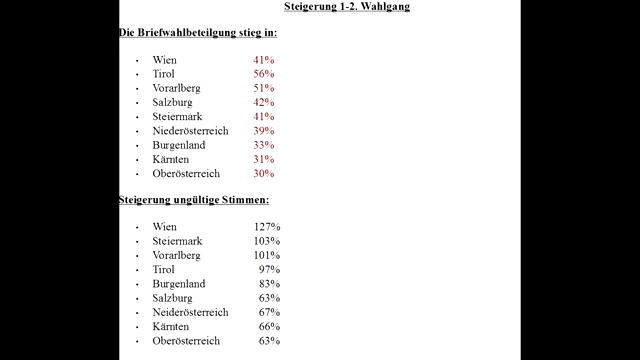 Steigerung 1-2. Wahlgang
Die Briefwahlbeteilgung stieg in:
• Wien 41%
• Tirol 56%
• Vorarlberg 51%
• Salzburg 42%
• Steiermark 41%
• Niederösterreich 39%
• Burgenland 33%
• Kärnten 31%
• Oberösterreich 30%
Steigerung ungültige Stimmen:
• Wien 127%
• Steiermark 103%
• Vorarlberg 101%
• Tirol 97%
• Burgenland 83%
• Salzburg 63%
• Neiderösterreich 67%
• Kärnten 66%
• Oberösterreich 63%